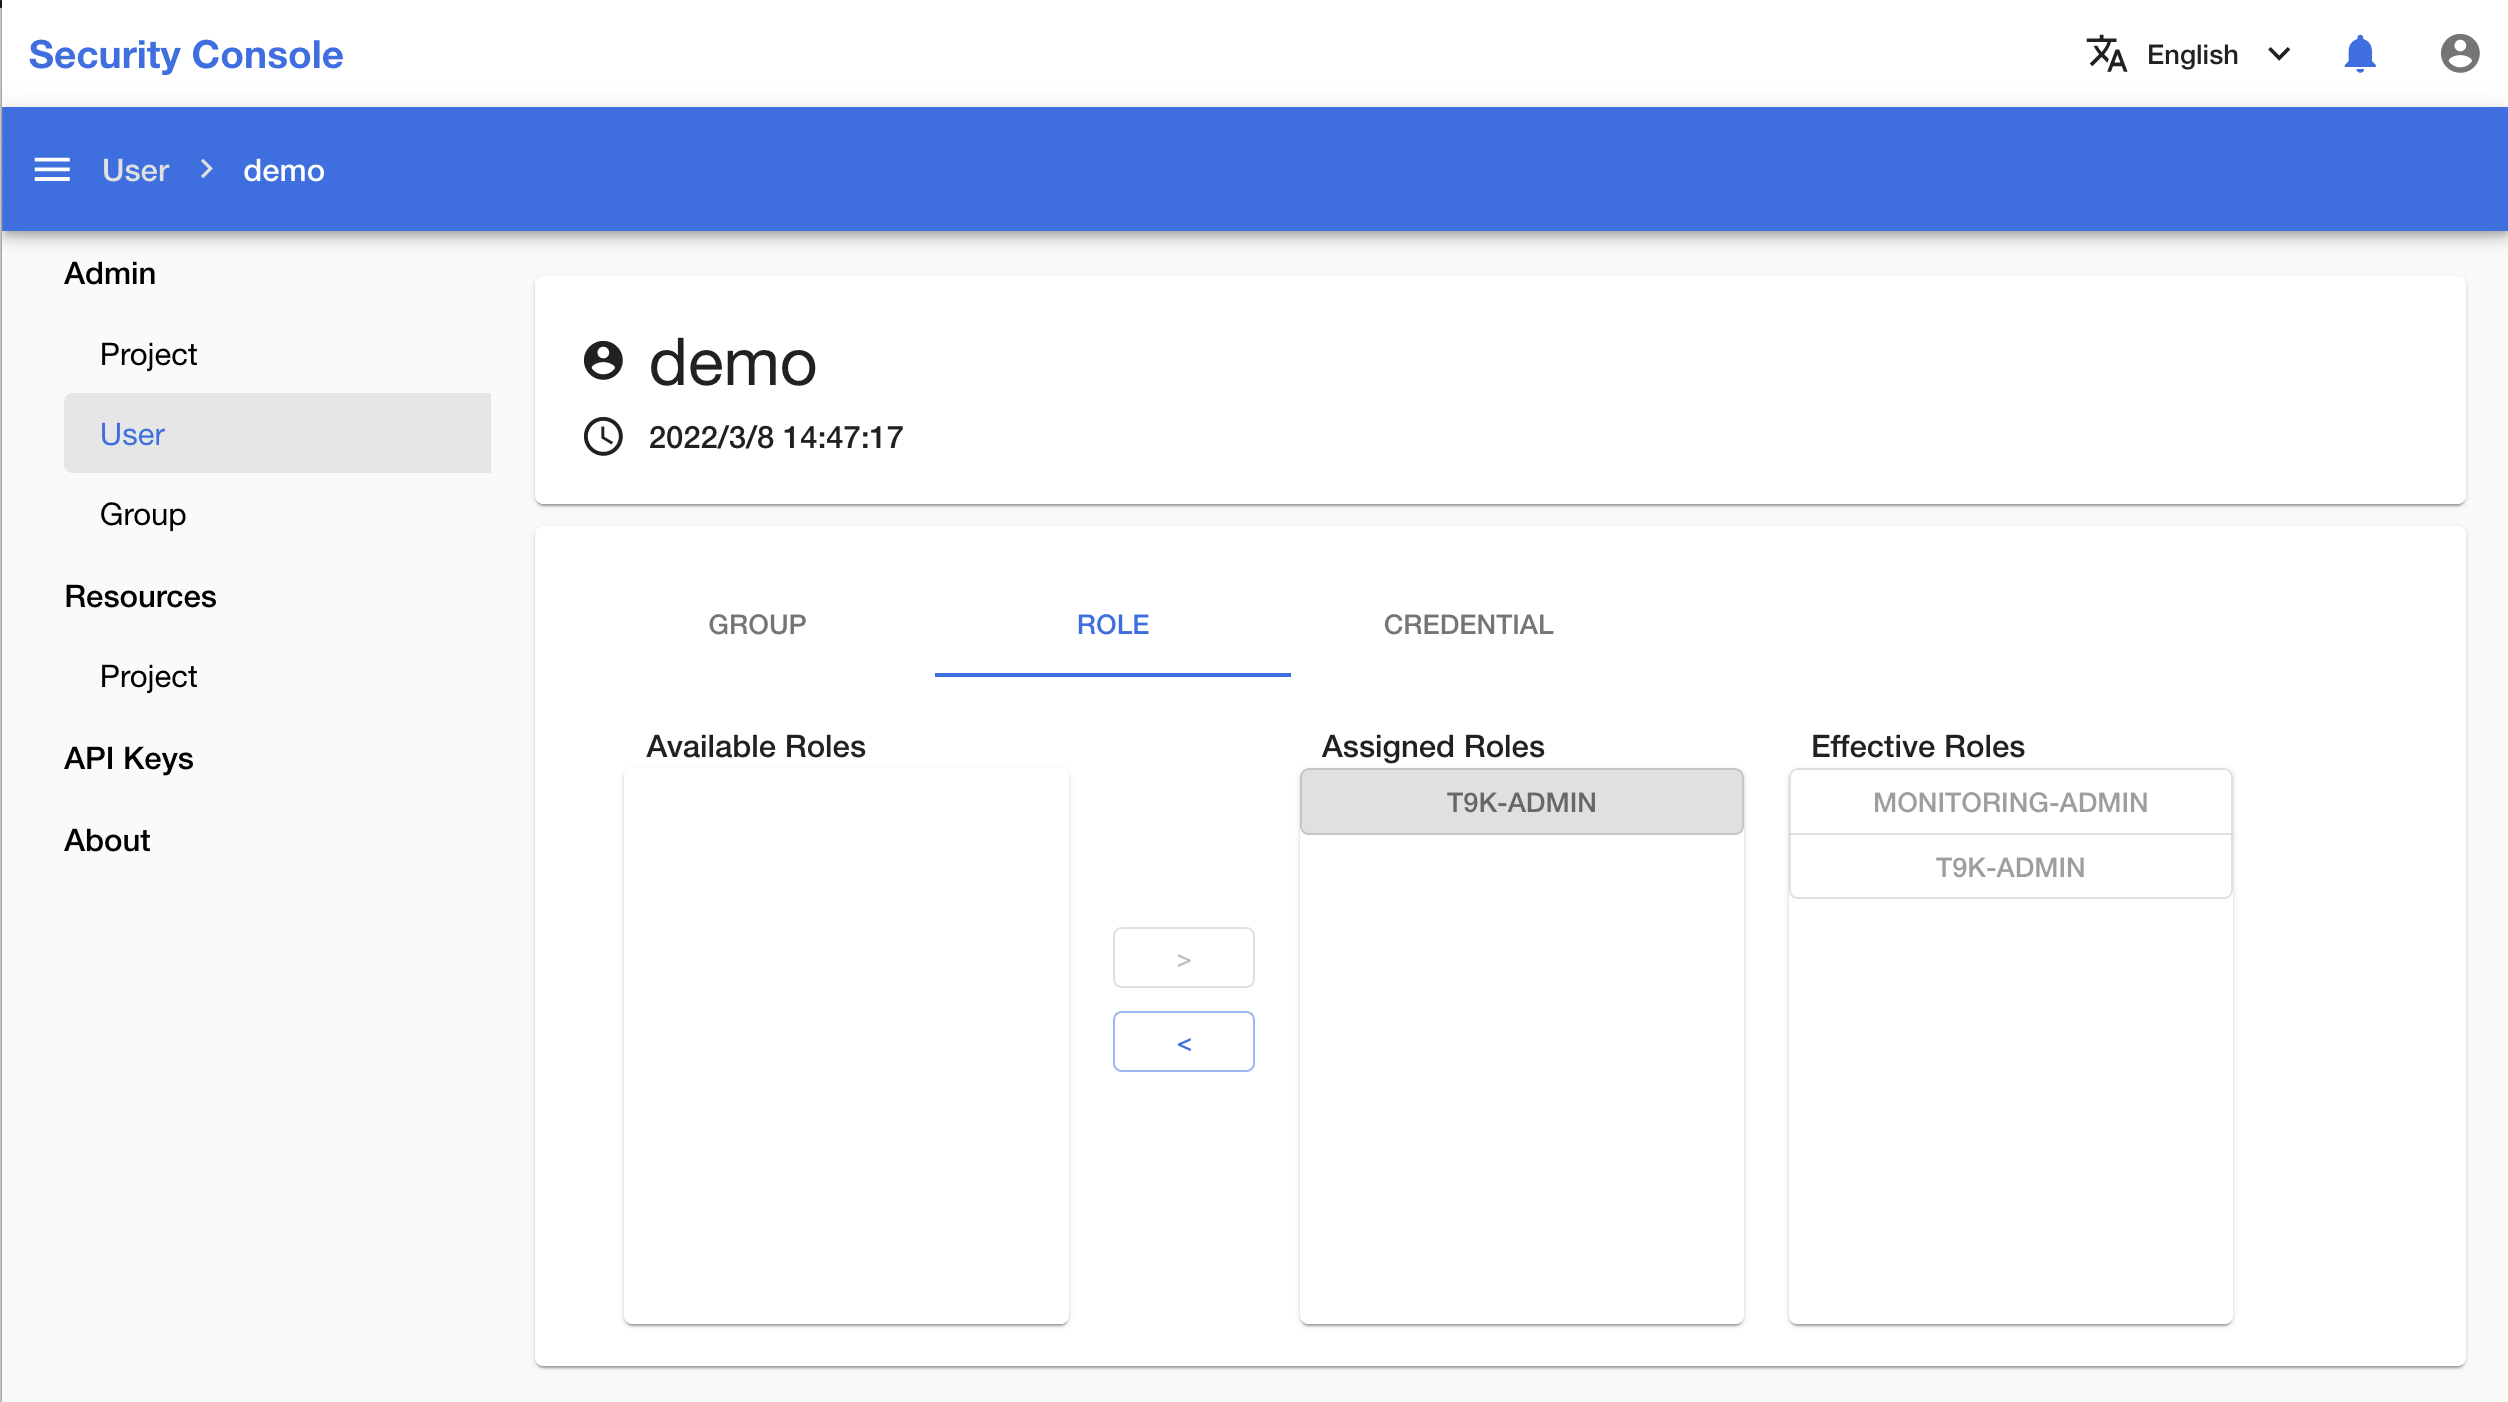 Security Console
English
User > demo
Admin
Project
User
Group
Resources
Project
API Keys
About
demo
2022/3/8 14:47:17
GROUP ROLE CREDENTIAL
Available Roles
>
<
Assigned Roles
T9K-ADMIN
Effective Roles
MONITORING-ADMIN
T9K-ADMIN